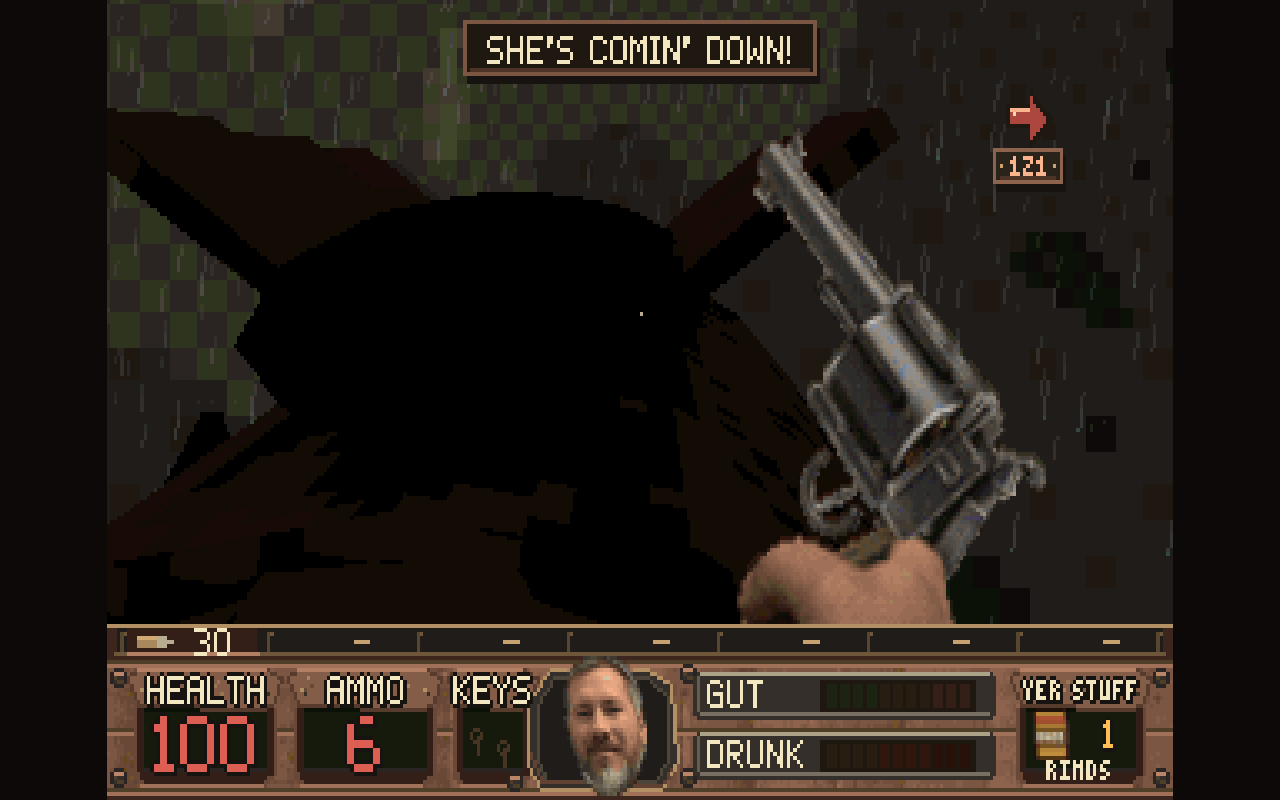 SHE'S COMIN' DOWN!
·121·
30
HEALTH
AMMO
KEYS
GUT
DRUNK
YER STUFF
100
6
1
RINDS